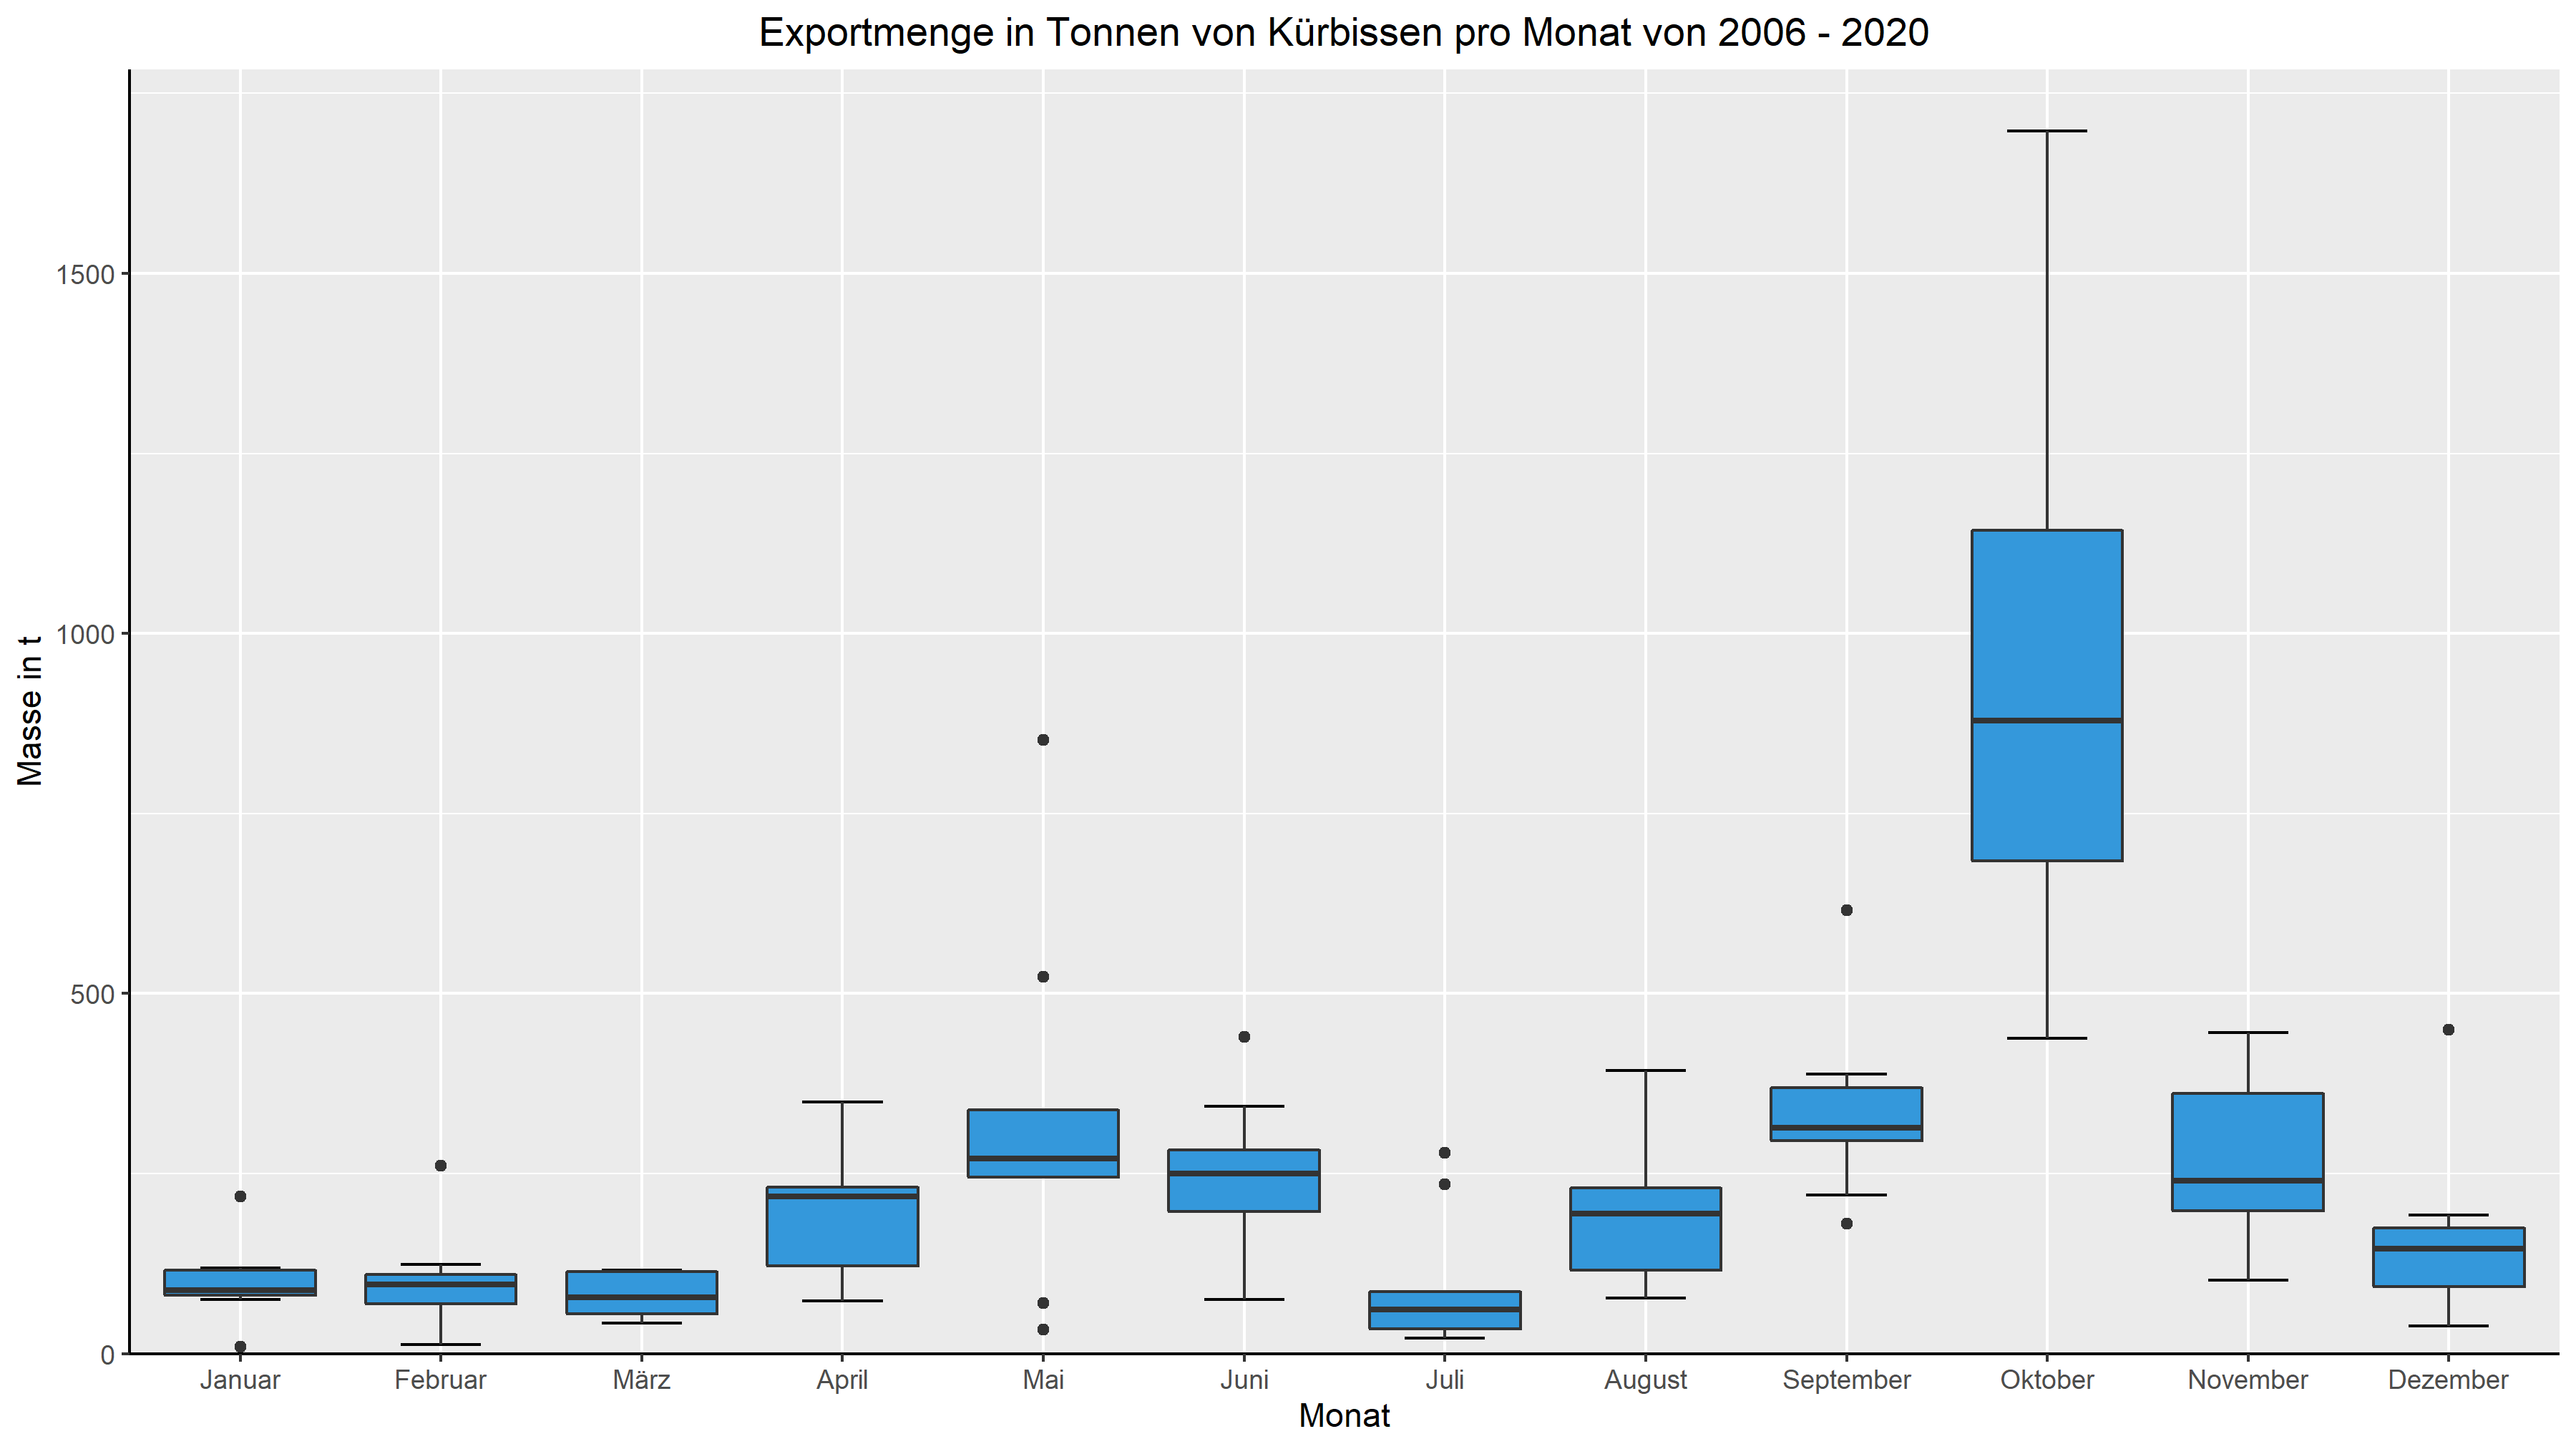 Exportmenge in Tonnen von Kürbissen pro Monat von 2006 - 2020
Masse in t
1500
1000
500
0
Januar Februar März April Mai Juni Juli August September Oktober November Dezember
Monat